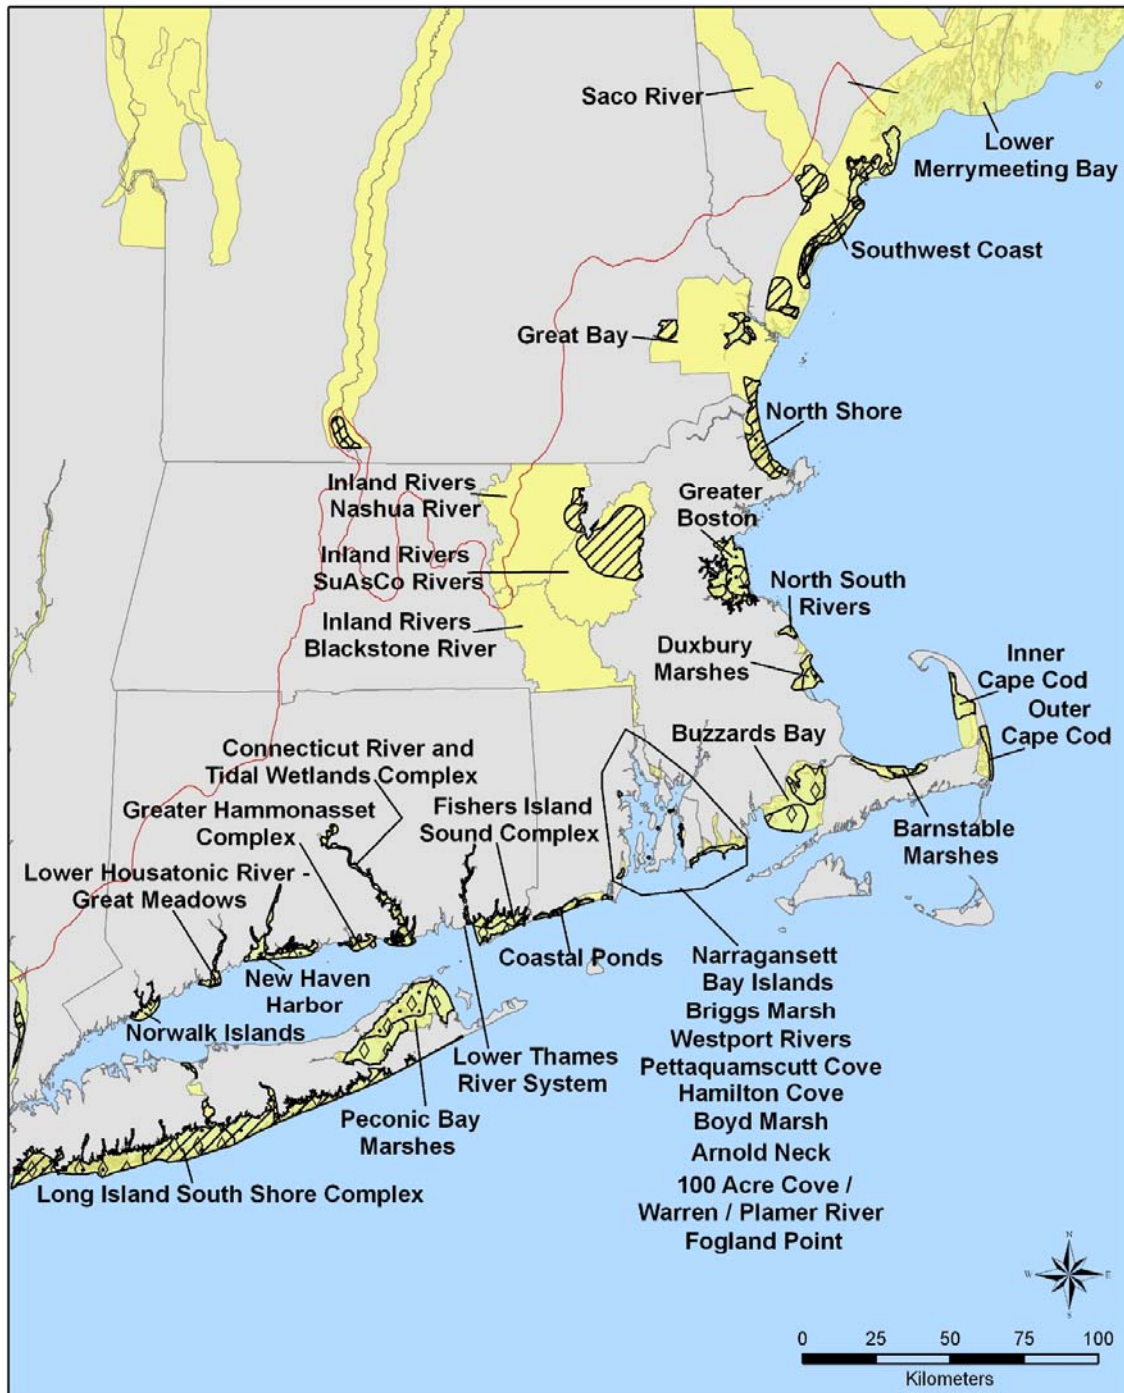 Saco River
Lower
Merrymeeting Bay
Southwest Coast
Great Bay
North Shore
Inland Rivers
Nashua River
Greater
Boston
Inland Rivers
SuAsCo Rivers
North South
Rivers
Inland Rivers
Blackstone River
Duxbury
Marshes
Inner
Cape Cod
Outer
Cape Cod
Buzzards Bay
Connecticut River and
Tidal Wetlands Complex
Greater Hammonasset
Complex
Fishers Island
Sound Complex
Barnstable
Marshes
Lower Housatonic River -
Great Meadows
Coastal Ponds
New Haven
Harbor
Norwalk Islands
Narragansett
Bay Islands
Briggs Marsh
Westport Rivers
Pettaquamscutt Cove
Hamilton Cove
Boyd Marsh
Arnold Neck
100 Acre Cove /
Warren / Plamer River
Fogland Point
Lower Thames
River System
Peconic Bay
Marshes
Long Island South Shore Complex
N
W
E
S
0 25 50 75 100
Kilometers